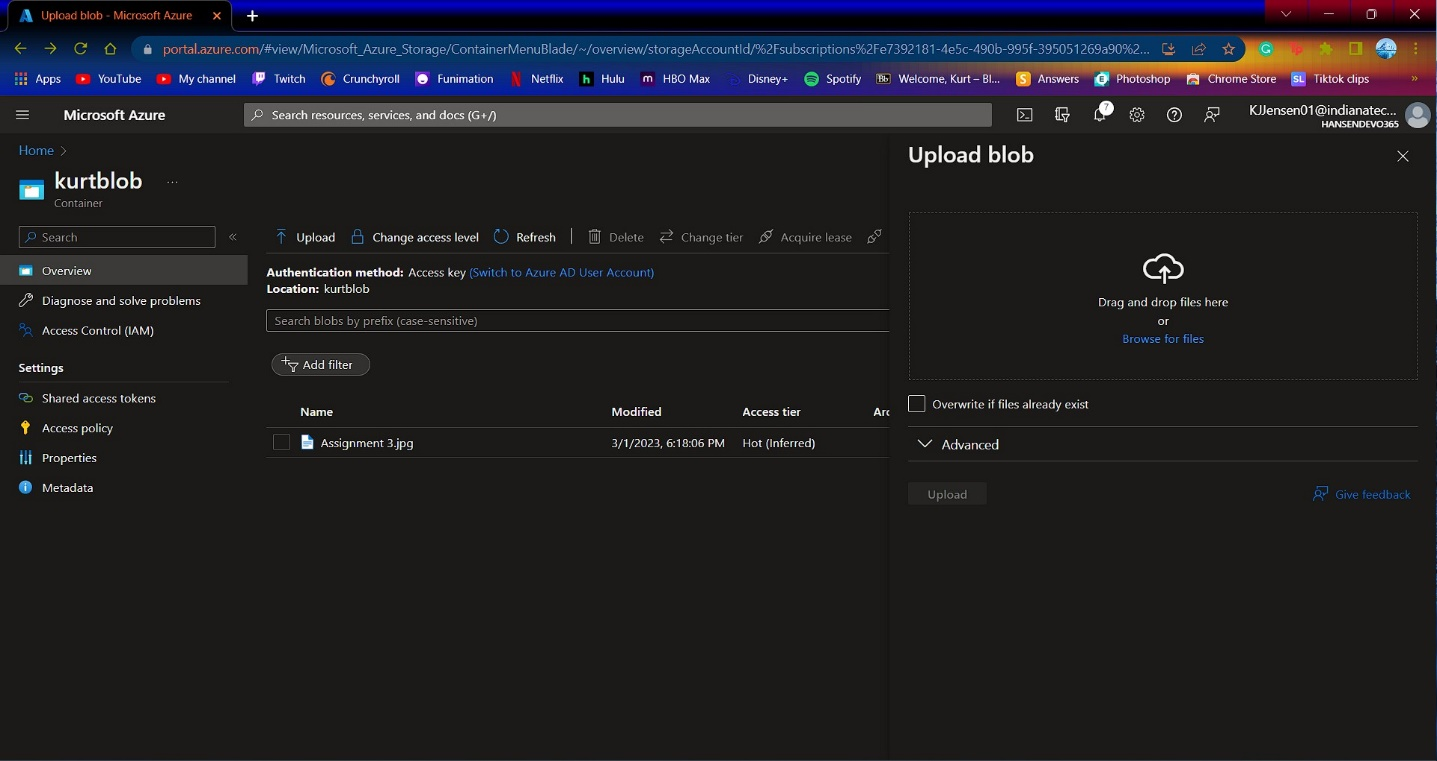 Upload blob - Microsoft Azure
portal.azure.com/#view/Microsoft_Azure_Storage/ContainerMenuBlade/~/overview/storageAccountId/%2Fsubscriptions%2Fe7392181-4e5c-490b-995f-395051269a90%2...
Apps YouTube My channel Twitch Crunchyroll Funimation Netflix Hulu HBO Max Disney+ Spotify Bb Welcome, Kurt – Bl... Answers Photoshop Chrome Store SL Tiktok clips »
Microsoft Azure
Search resources, services, and docs (G+/)
7
KJJensen01@indianatec...
HANSENDEVO365
Home >
kurtblob ...
Container
Search «
Overview
Diagnose and solve problems
Access Control (IAM)
Settings
Shared access tokens
Access policy
Properties
Metadata
Upload Change access level Refresh Delete Change tier Acquire lease
Authentication method: Access key (Switch to Azure AD User Account)
Location: kurtblob
Search blobs by prefix (case-sensitive)
Add filter
Name Modified Access tier Arc
Assignment 3.jpg 3/1/2023, 6:18:06 PM Hot (Inferred)
Upload blob
Drag and drop files here
or
Browse for files
Overwrite if files already exist
Advanced
Upload
Give feedback